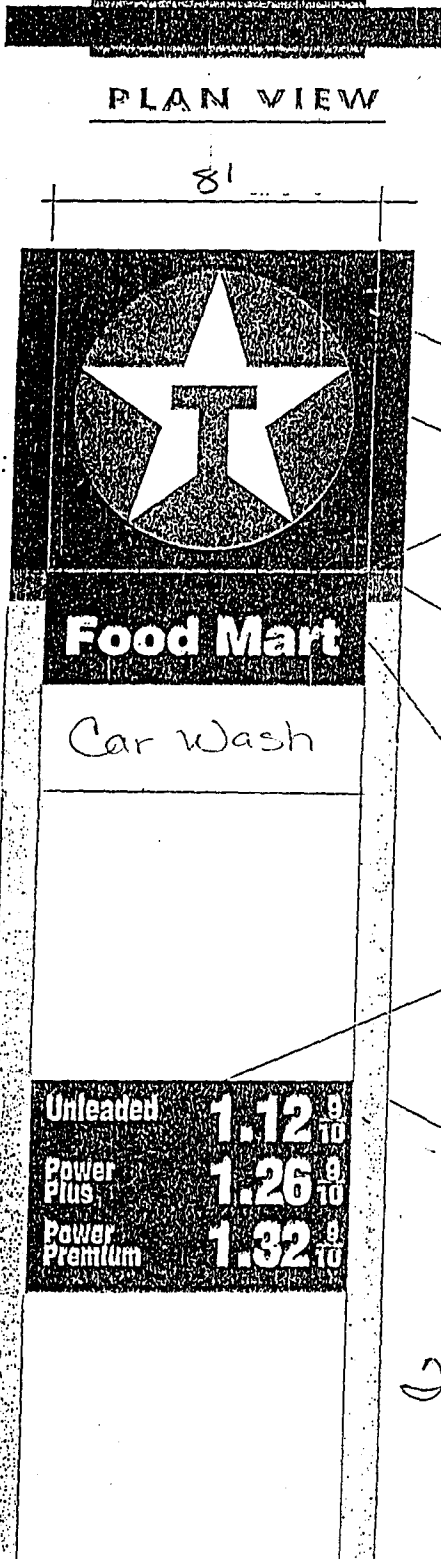 PLAN VIEW
8'
T
Food Mart
Car Wash
Unleaded 1.12 9/10
Power Plus 1.26 9/10
Power Premium 1.32 9/10